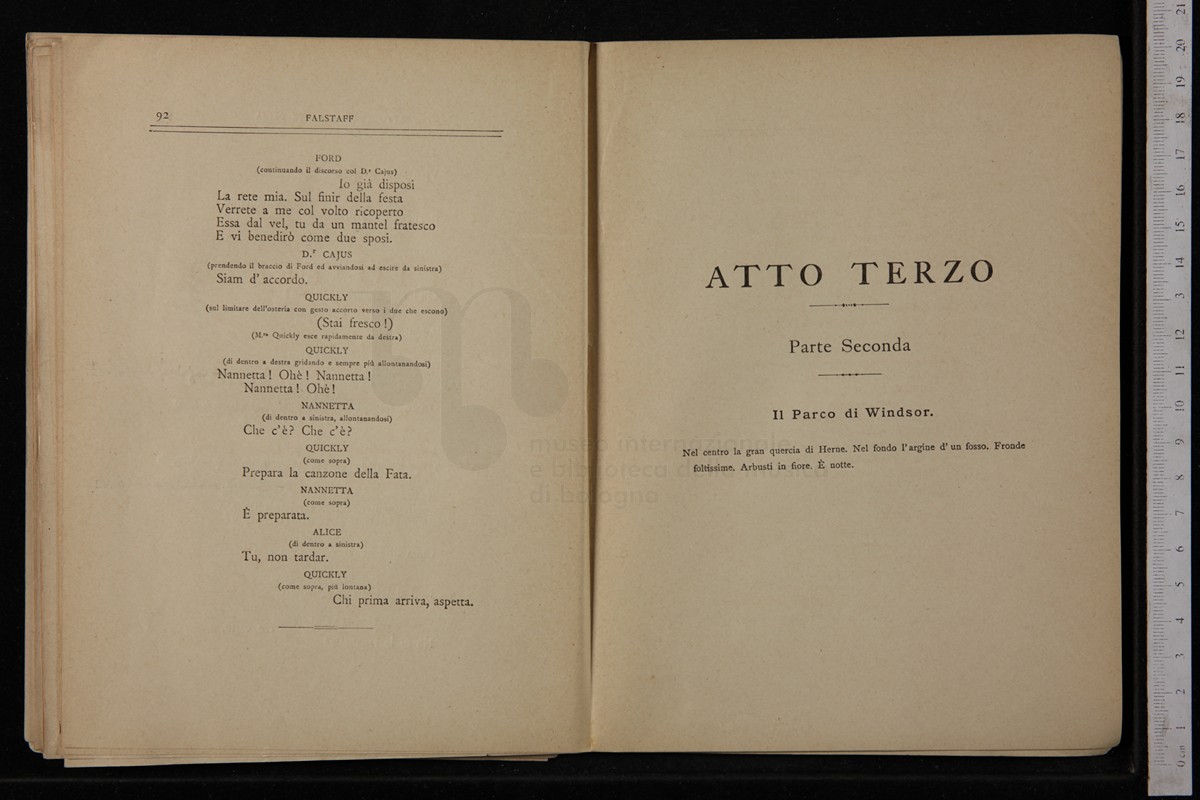 92
FALSTAFF
FORD
(continuando il discorso col D.r Cajus)
Io già disposi
La rete mia. Sul finir della festa
Verrete a me col volto ricoperto
Essa dal vel, tu da un mantel fratesco
E vi benedirò come due sposi.
D.r CAJUS
(prendendo il braccio di Ford ed avviandosi ad escire da sinistra)
Siam d' accordo.
QUICKLY
(sul limitare dell'osteria con gesto accorto verso i due che escono)
(Stai fresco !)
(M.rs Quickly esce rapidamente da destra)
QUICKLY
(di dentro a destra gridando e sempre più allontanandosi)
Nannetta ! Ohè ! Nannetta !
Nannetta ! Ohè !
NANNETTA
(di dentro a sinistra, allontanandosi)
Che c'è? Che c'è?
QUICKLY
(come sopra)
Prepara la canzone della Fata.
NANNETTA
(come sopra)
È preparata.
ALICE
(di dentro a sinistra)
Tu, non tardar.
QUICKLY
(come sopra, più lontana)
Chi prima arriva, aspetta.
ATTO TERZO
Parte Seconda
Il Parco di Windsor.
Nel centro la gran quercia di Herne. Nel fondo l'argine d'un fosso. Fronde
foltissime. Arbusti in fiore. È notte.
museo internazionale
e biblioteca della musica
di bologna
0 cm 1 2 3 4 5 6 7 8 9 10 11 12 13 14 15 16 17 18 19 20 21